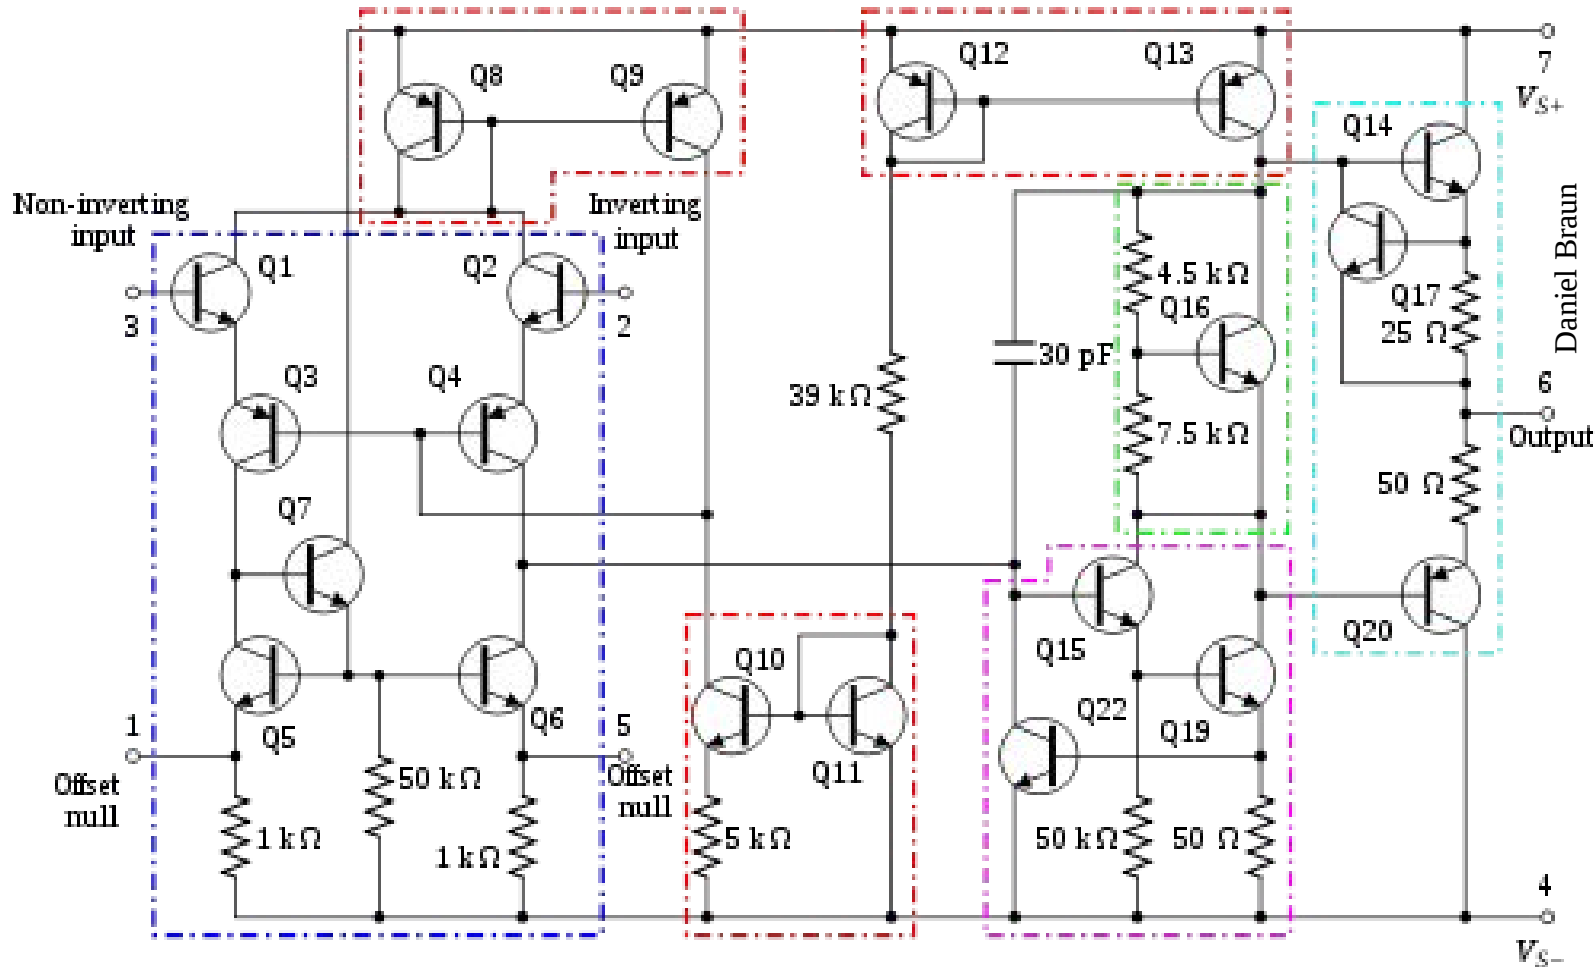 Q12
Q13
7
Q8
Q9
V_S+
Q14
Non-inverting
input
Inverting
input
Daniel Braun
Q1
Q2
4.5 kΩ
Q17
3
2
Q16
25 Ω
30 pF
Q3
Q4
6
39 kΩ
Output
7.5 kΩ
50 Ω
Q7
Q15
Q20
Q10
1
Q5
Q6
5
Q22
Q19
Offset
null
50 kΩ
Offset
null
Q11
1 kΩ
1 kΩ
5 kΩ
50 kΩ
50 Ω
4
V_S−